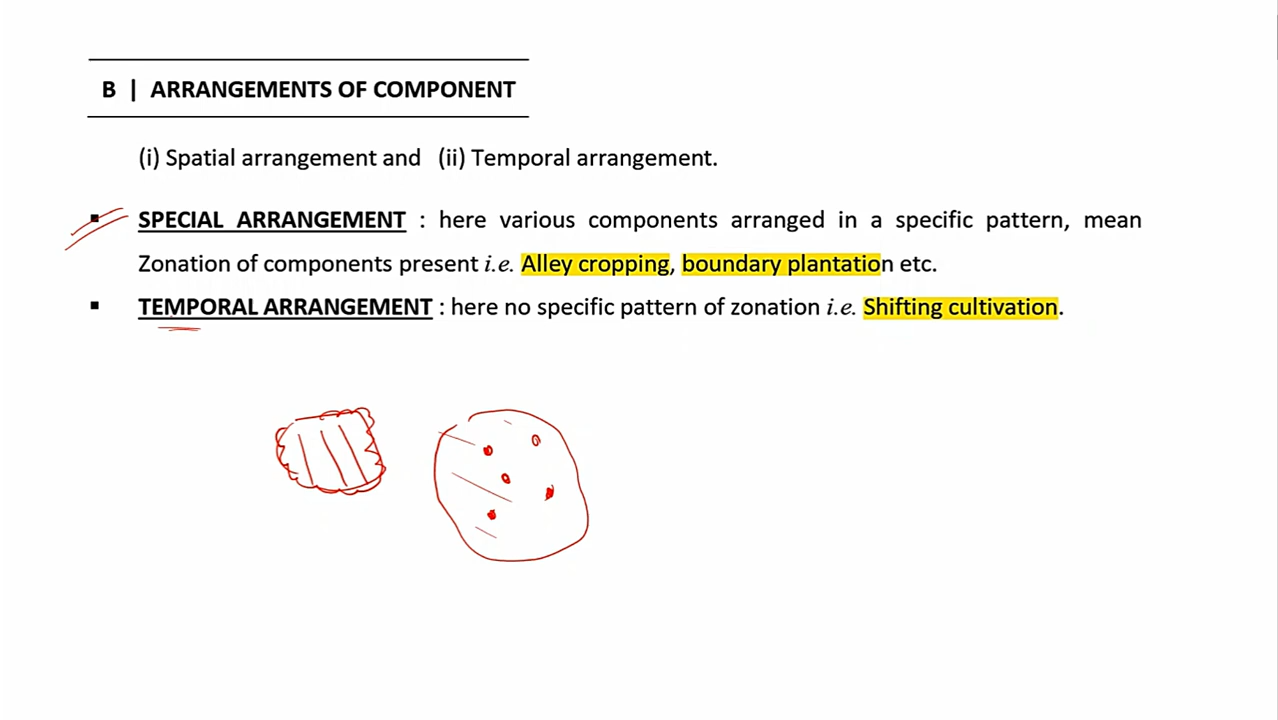 B | ARRANGEMENTS OF COMPONENT
(i) Spatial arrangement and (ii) Temporal arrangement.
▪ SPECIAL ARRANGEMENT : here various components arranged in a specific pattern, mean
Zonation of components present i.e. Alley cropping, boundary plantation etc.
▪ TEMPORAL ARRANGEMENT : here no specific pattern of zonation i.e. Shifting cultivation.